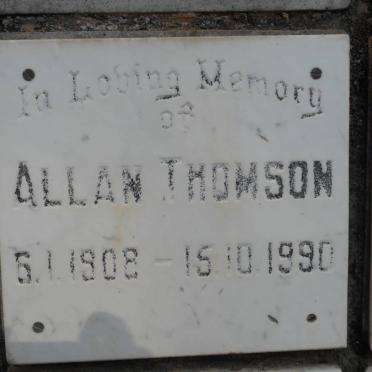 In Loving Memory
of
ALLAN THOMSON
6.1.1908 - 15.10.1990